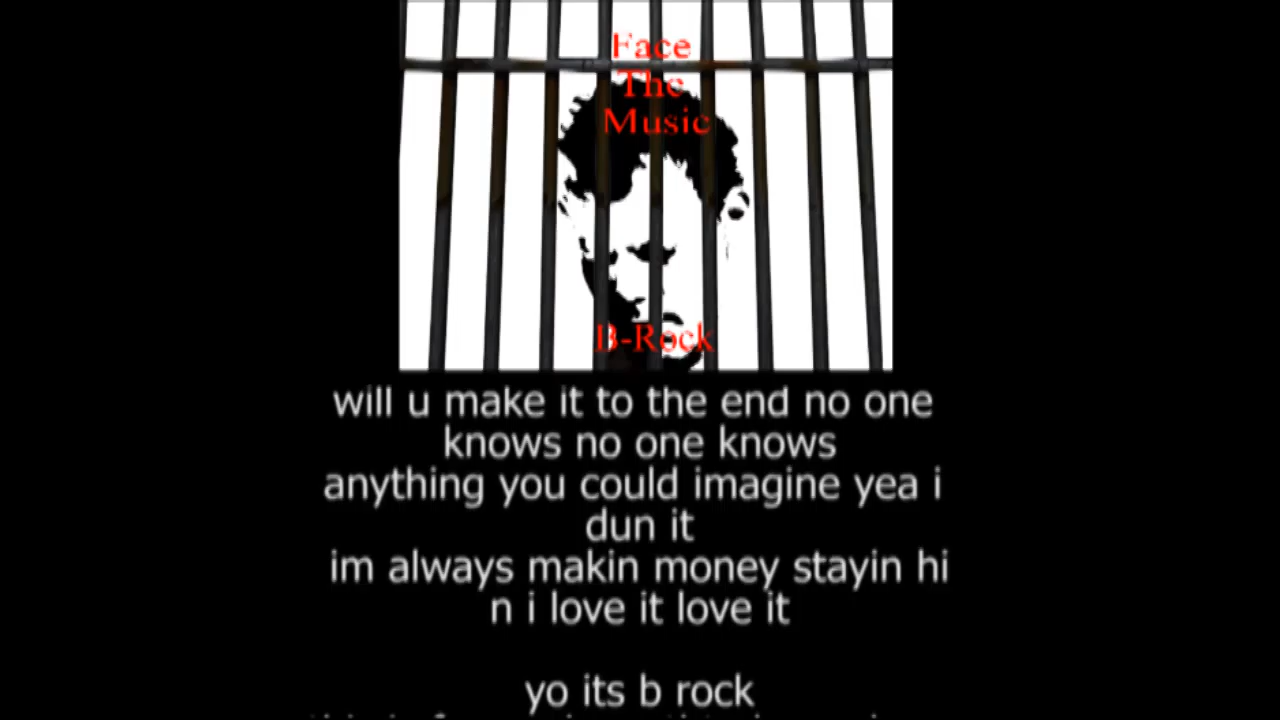 Face
The
Music
B-Rock
will u make it to the end no one
knows no one knows
anything you could imagine yea i
dun it
im always makin money stayin hi
n i love it love it
yo its b rock